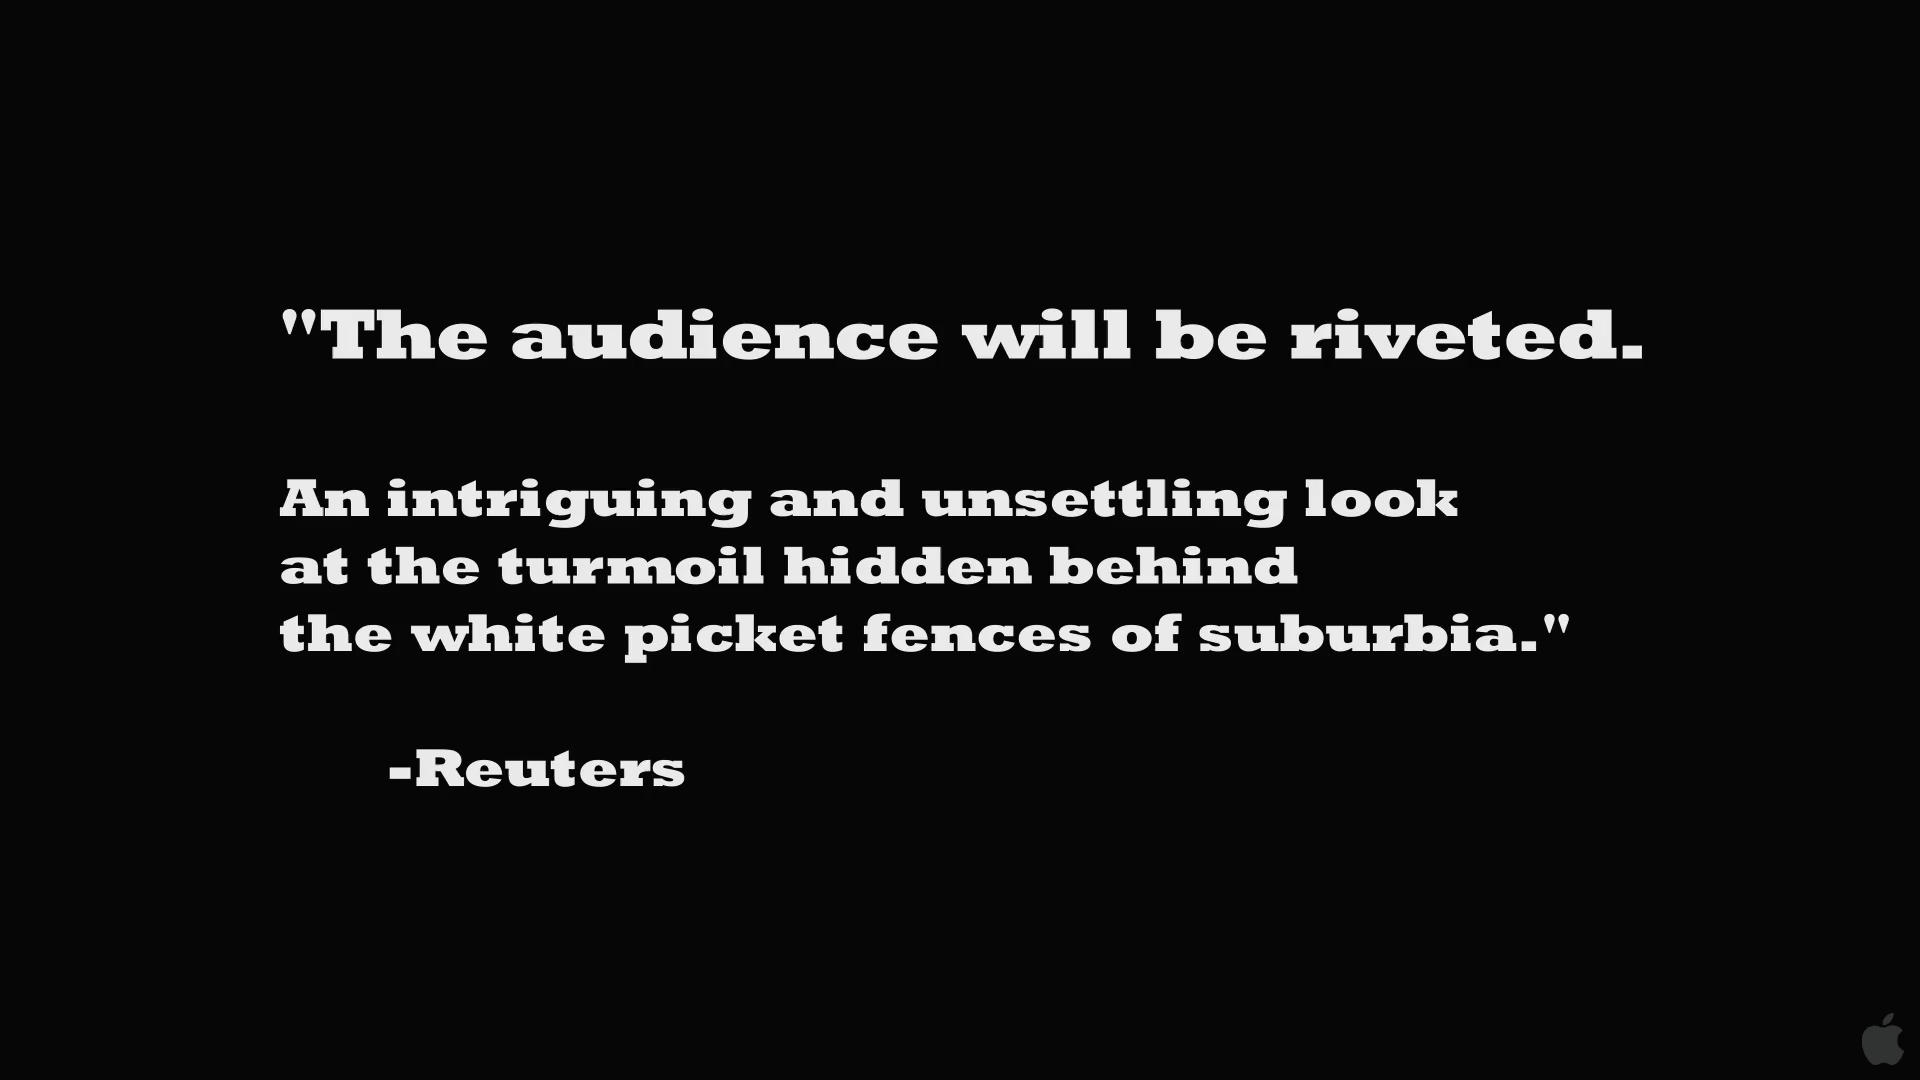 "The audience will be riveted.
An intriguing and unsettling look
at the turmoil hidden behind
the white picket fences of suburbia."
-Reuters